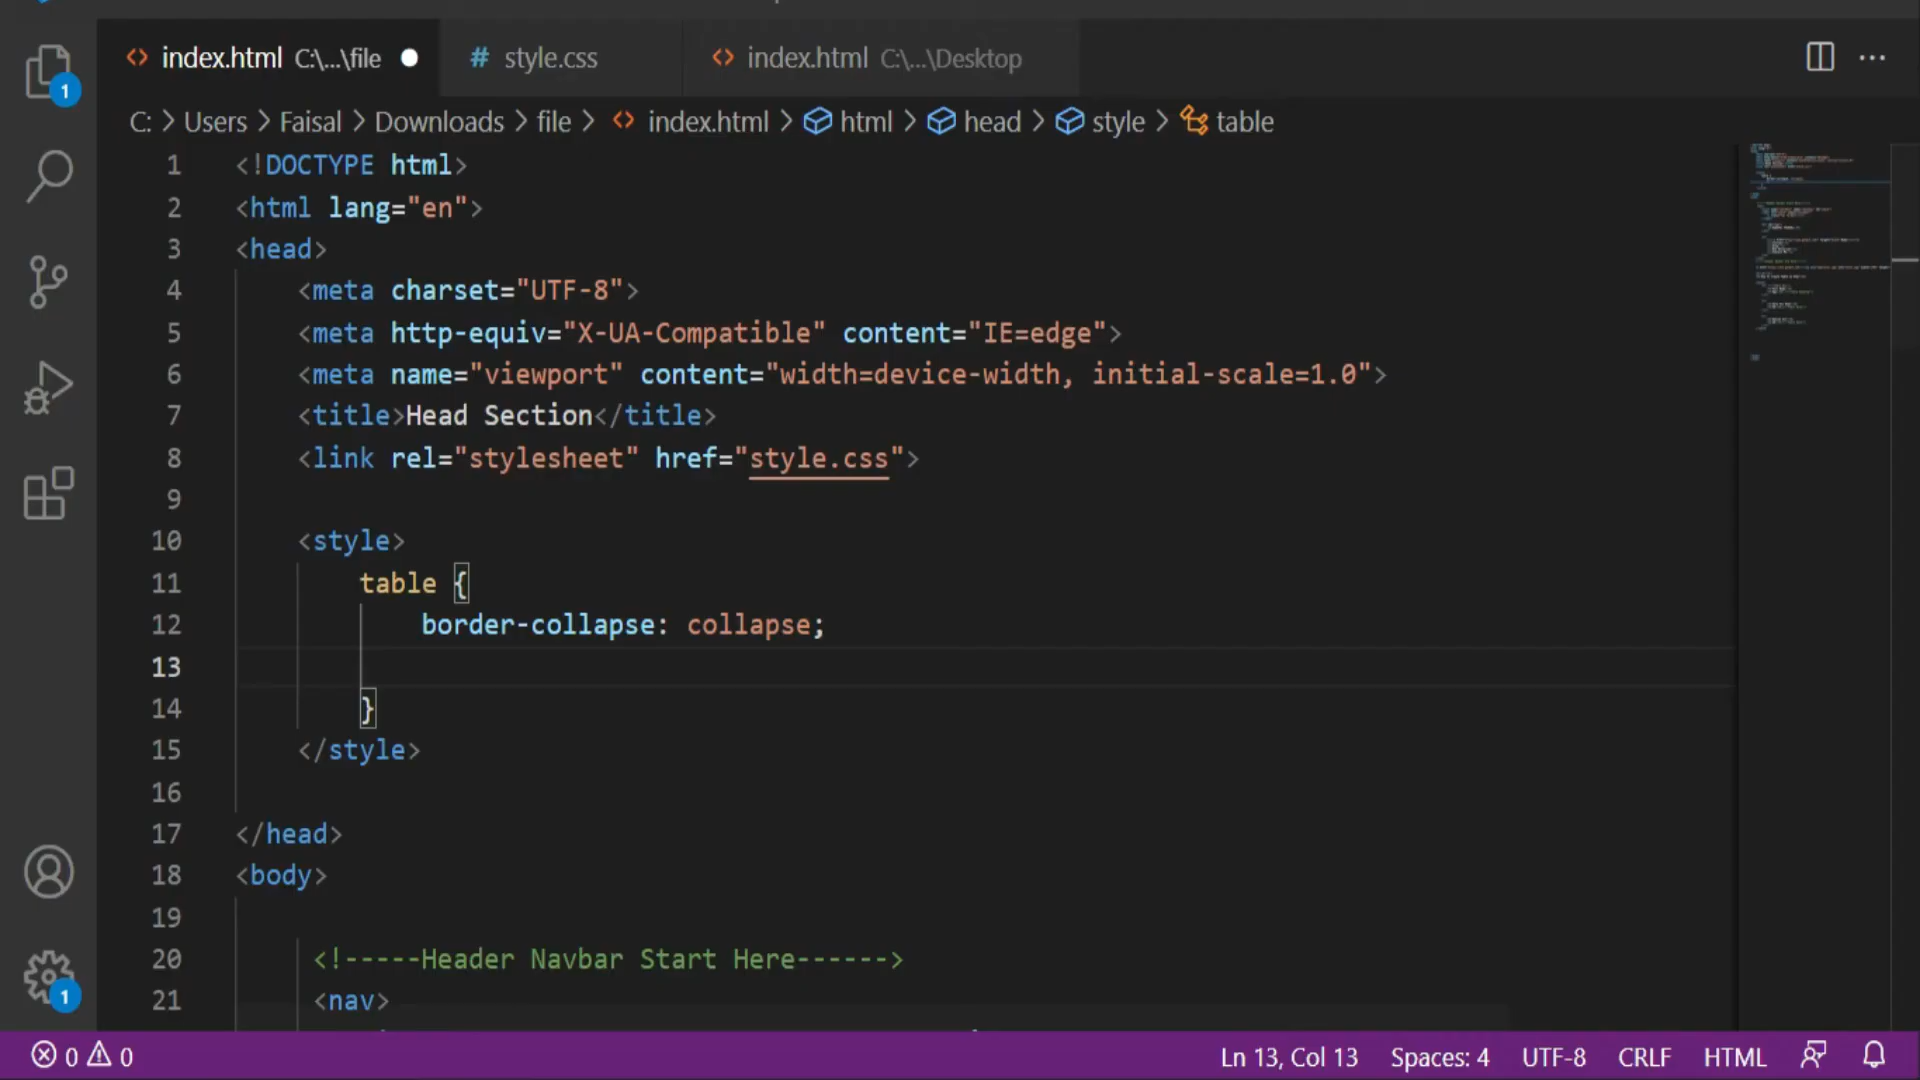 index.html C:\...\file
style.css
index.html C:\...\Desktop
1
C: > Users > Faisal > Downloads > file > index.html > html > head > style > table
1 <!DOCTYPE html>
2 <html lang="en">
3 <head>
4 <meta charset="UTF-8">
5 <meta http-equiv="X-UA-Compatible" content="IE=edge">
6 <meta name="viewport" content="width=device-width, initial-scale=1.0">
7 <title>Head Section</title>
8 <link rel="stylesheet" href="style.css">
9
10 <style>
11 table {
12 border-collapse: collapse;
13
14 }
15 </style>
16
17 </head>
18 <body>
19
20 <!-----Header Navbar Start Here------>
21 <nav>
1
0 0
Ln 13, Col 13 Spaces: 4 UTF-8 CRLF HTML